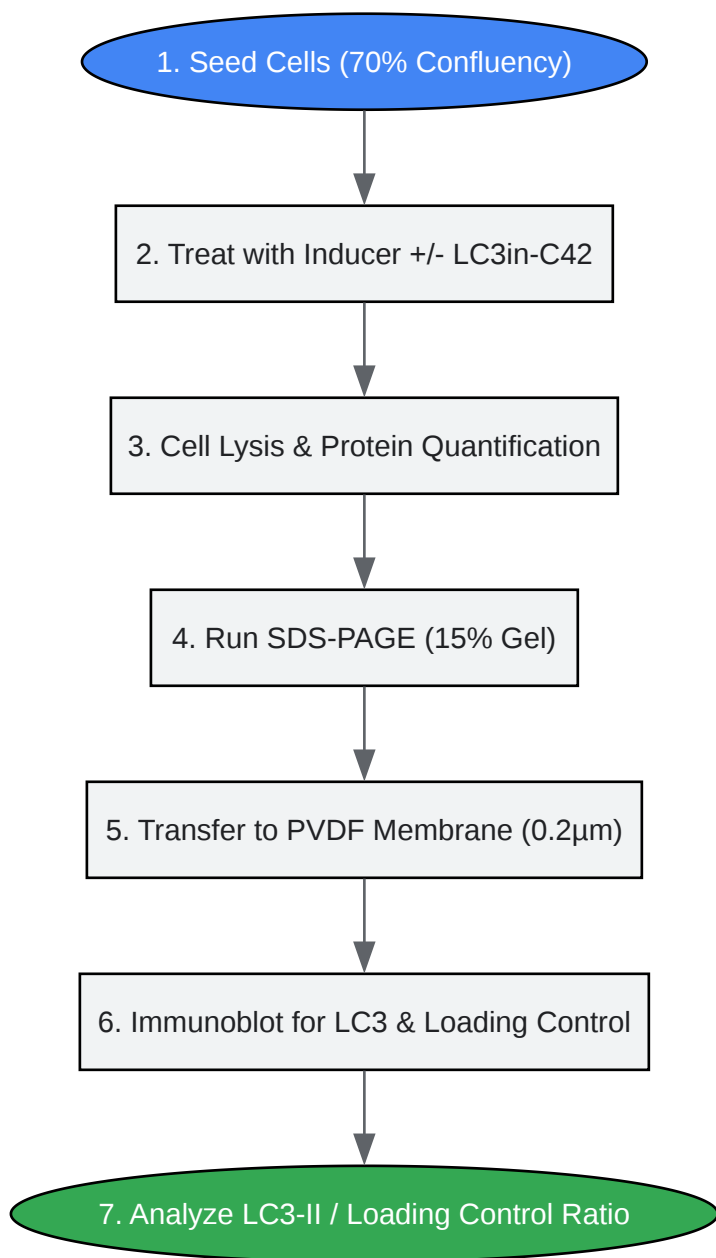 1. Seed Cells (70% Confluency)
2. Treat with Inducer +/- LC3in-C42
3. Cell Lysis & Protein Quantification
4. Run SDS-PAGE (15% Gel)
5. Transfer to PVDF Membrane (0.2µm)
6. Immunoblot for LC3 & Loading Control
7. Analyze LC3-II / Loading Control Ratio